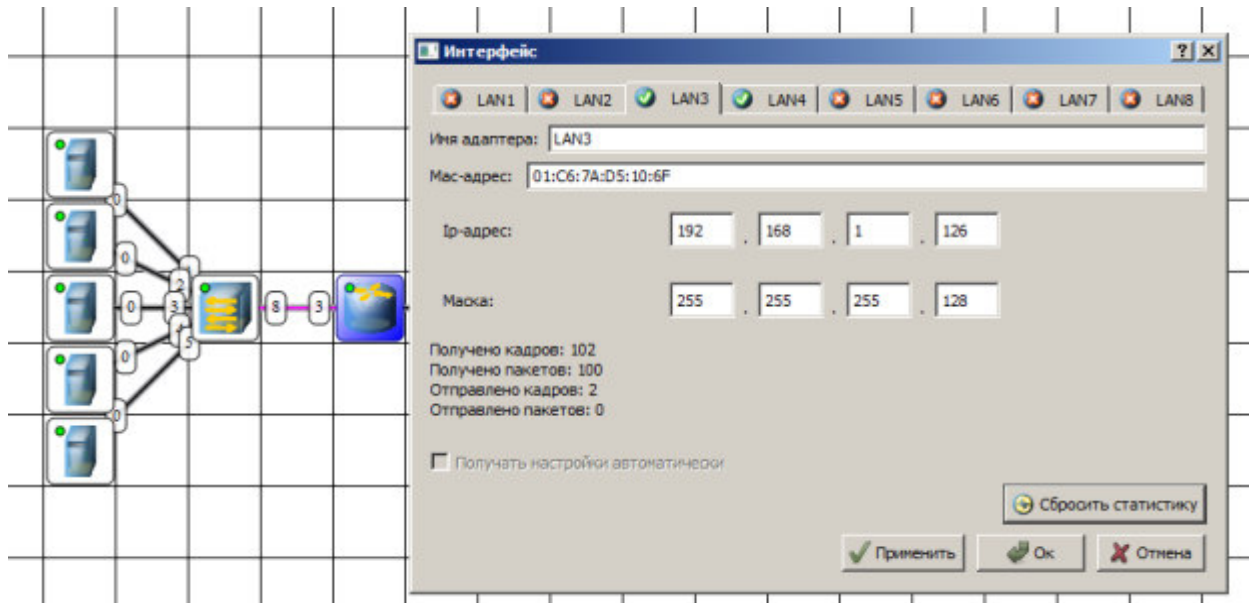 Интерфейс
LAN1 LAN2 LAN3 LAN4 LAN5 LAN6 LAN7 LAN8
Имя адаптера: LAN3
Mac-адрес: 01:C6:7A:D5:10:6F
Ip-адрес: 192 . 168 . 1 . 126
Маска: 255 . 255 . 255 . 128
Получено кадров: 102
Получено пакетов: 100
Отправлено кадров: 2
Отправлено пакетов: 0
Получать настройки автоматически
Сбросить статистику
Применить Ок Отмена
0
0 2
0 3 8 3
0
5
0